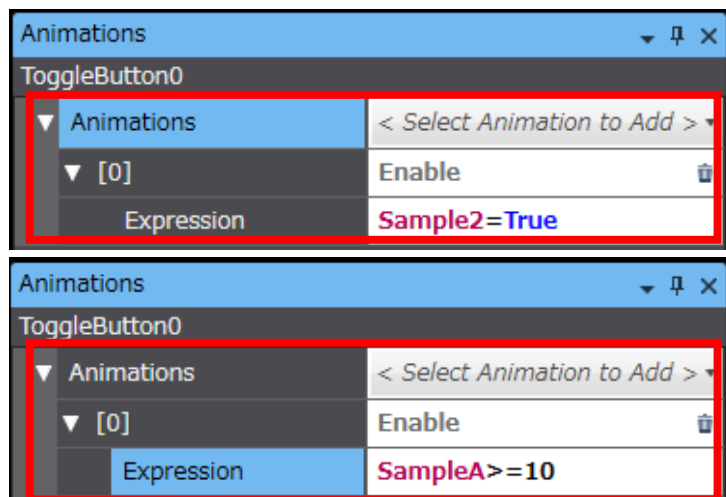 Animations
ToggleButton0
Animations < Select Animation to Add >
[0] Enable
Expression Sample2=True
Animations
ToggleButton0
Animations < Select Animation to Add >
[0] Enable
Expression SampleA>=10